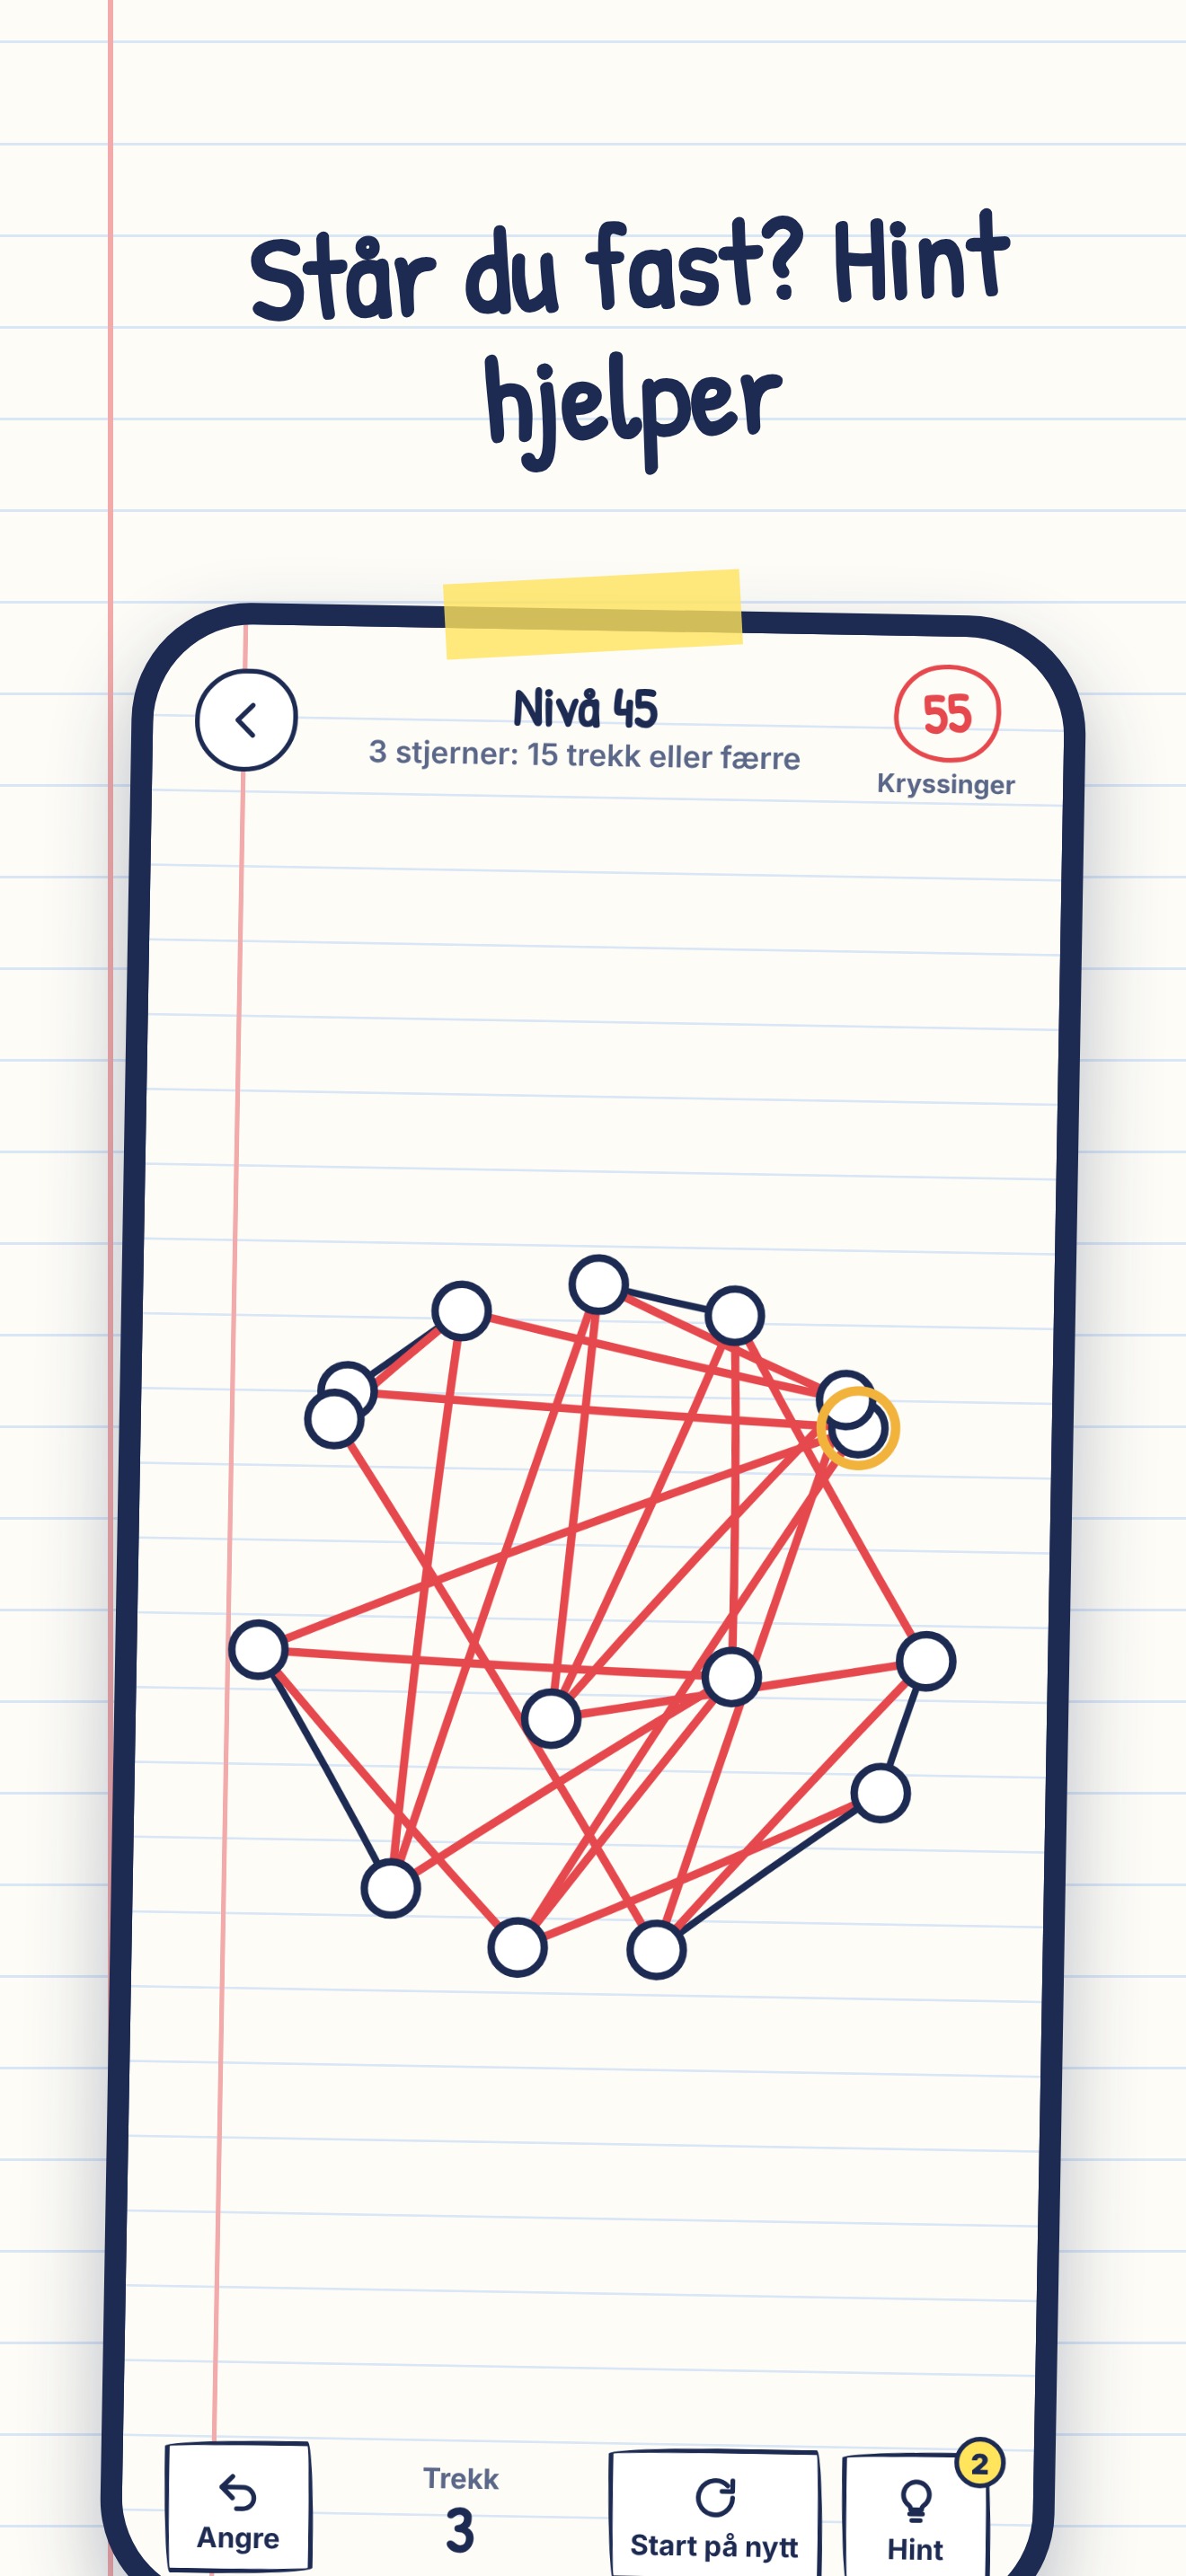 Står du fast? Hint
hjelper
Nivå 45
3 stjerner: 15 trekk eller færre
55
Kryssinger
Angre
Trekk
3
Start på nytt
2
Hint